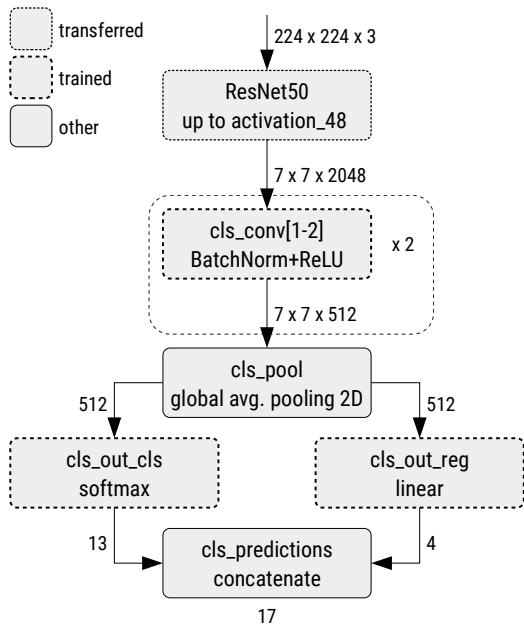 transferred
trained
other
224 x 224 x 3
ResNet50
up to activation_48
7 x 7 x 2048
cls_conv[1-2]
BatchNorm+ReLU
x 2
7 x 7 x 512
cls_pool
global avg. pooling 2D
512
512
cls_out_cls
softmax
cls_out_reg
linear
13
4
cls_predictions
concatenate
17